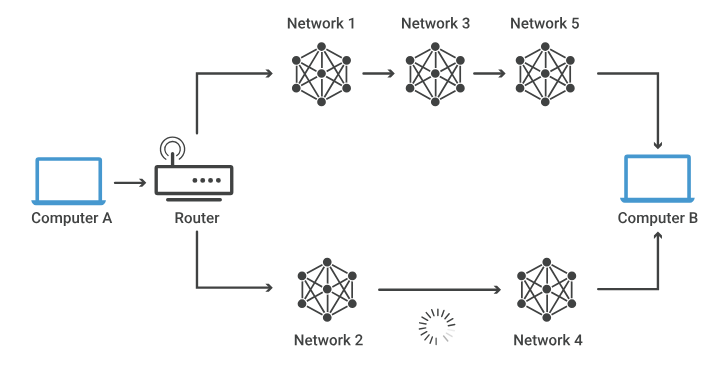 Network 1
Network 3
Network 5
Computer A
Router
Computer B
Network 2
Network 4